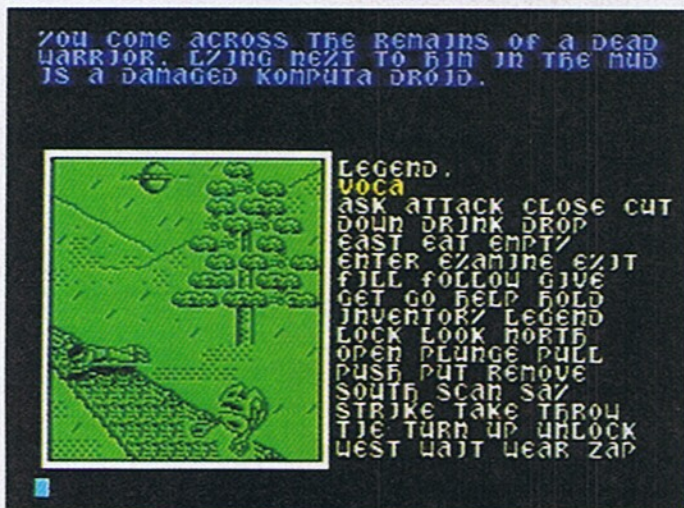 YOU COME ACROSS THE REMAINS OF A DEAD
WARRIOR. LYING NEXT TO HIM IN THE MUD
IS A DAMAGED KOMPUTA DROID.
LEGEND.
VOCA
ASK ATTACK CLOSE CUT
DOWN DRINK DROP
EAST EAT EMPTY
ENTER EXAMINE EXIT
FILL FOLLOW GIVE
GET GO HELP HOLD
INVENTORY LEGEND
LOCK LOOK NORTH
OPEN PLUNGE PULL
PUSH PUT REMOVE
SOUTH SCAN SAY
STRIKE TAKE THROW
TIE TURN UP UNLOCK
WEST WAIT WEAR ZAP